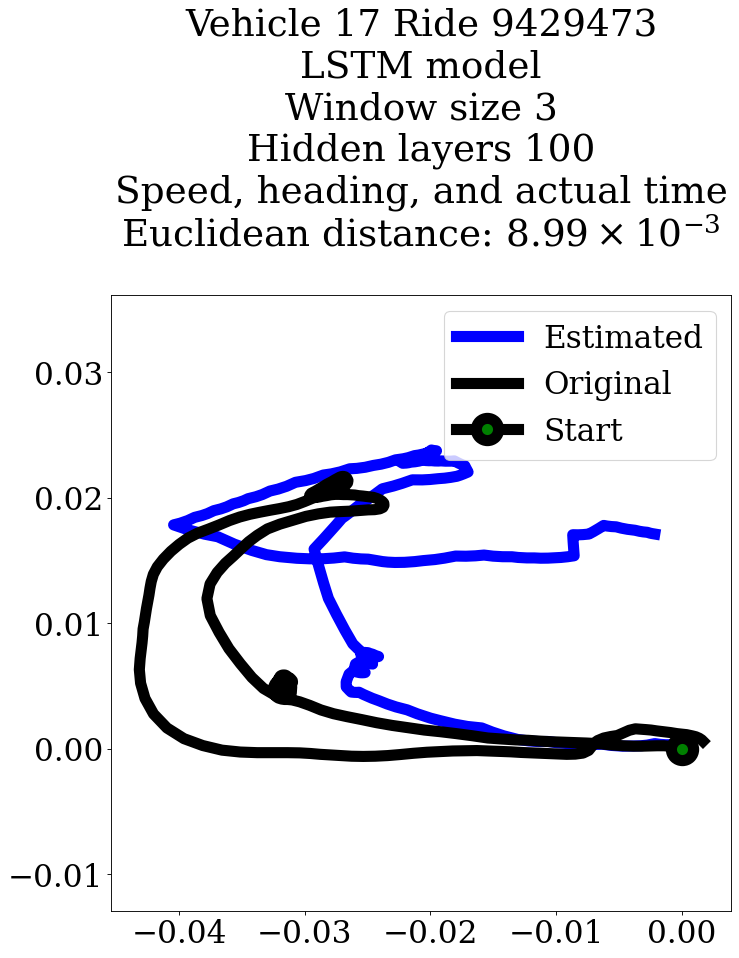 Vehicle 17 Ride 9429473
LSTM model
Window size 3
Hidden layers 100
Speed, heading, and actual time
Euclidean distance: 8.99 × 10⁻³
Estimated
Original
Start
0.03
0.02
0.01
0.00
−0.01
−0.04 −0.03 −0.02 −0.01 0.00